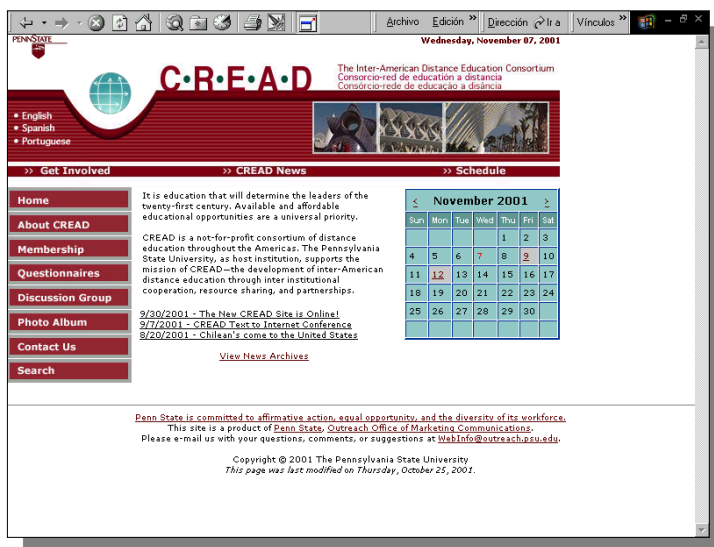 Archivo Edición » Dirección Ir a Vínculos »
PENNSTATE
Wednesday, November 07, 2001
C•R•E•A•D
The Inter-American Distance Education Consortium
Consorcio-red de educatión a distancia
Consórcio-rede de educação a disância
• English
• Spanish
• Portuguese
>> Get Involved >> CREAD News >> Schedule
Home
About CREAD
Membership
Questionnaires
Discussion Group
Photo Album
Contact Us
Search
It is education that will determine the leaders of the
twenty-first century. Available and affordable
educational opportunities are a universal priority.
CREAD is a not-for-profit consortium of distance
education throughout the Americas. The Pennsylvania
State University, as host institution, supports the
mission of CREAD—the development of inter-American
distance education through inter institutional
cooperation, resource sharing, and partnerships.
9/30/2001 - The New CREAD Site is Online!
9/7/2001 - CREAD Text to Internet Conference
8/20/2001 - Chilean's come to the United States
View News Archives
< November 2001 >
Sun Mon Tue Wed Thu Fri Sat
1 2 3
4 5 6 7 8 9 10
11 12 13 14 15 16 17
18 19 20 21 22 23 24
25 26 27 28 29 30
Penn State is committed to affirmative action, equal opportunity, and the diversity of its workforce.
This site is a product of Penn State, Outreach Office of Marketing Communications.
Please e-mail us with your questions, comments, or suggestions at WebInfo@outreach.psu.edu.
Copyright © 2001 The Pennsylvania State University
This page was last modified on Thursday, October 25, 2001.